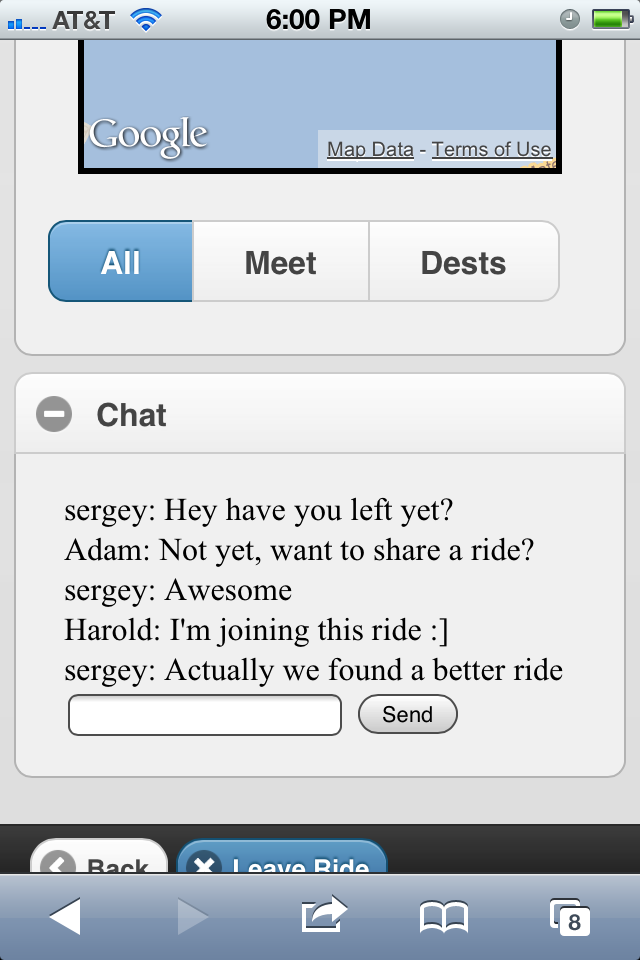 AT&T 6:00 PM
Google
Map Data - Terms of Use
All Meet Dests
Chat
sergey: Hey have you left yet?
Adam: Not yet, want to share a ride?
sergey: Awesome
Harold: I'm joining this ride :]
sergey: Actually we found a better ride
Send
Back Leave Ride
8